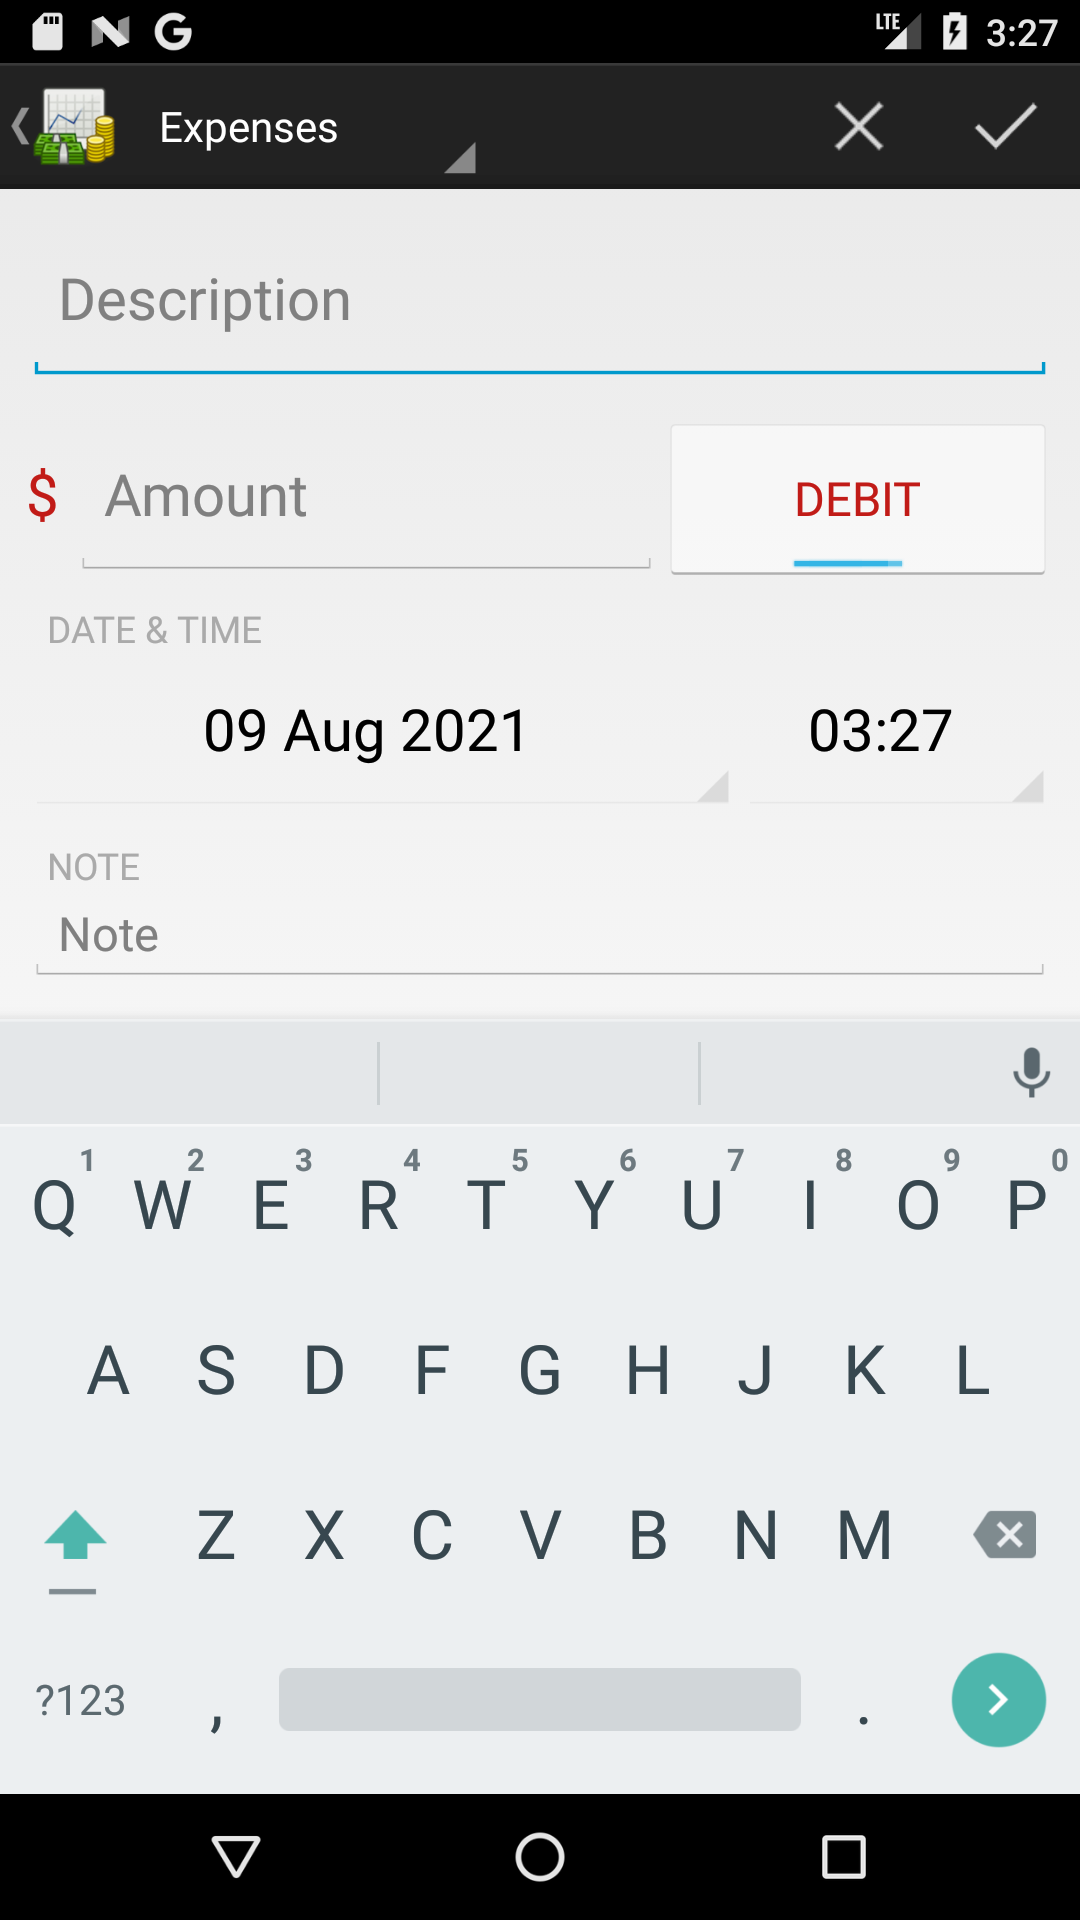 LTE 3:27
Expenses
Description
$ Amount DEBIT
DATE & TIME
09 Aug 2021 03:27
NOTE
Note
1 2 3 4 5 6 7 8 9 0
Q W E R T Y U I O P
A S D F G H J K L
Z X C V B N M
?123 , .